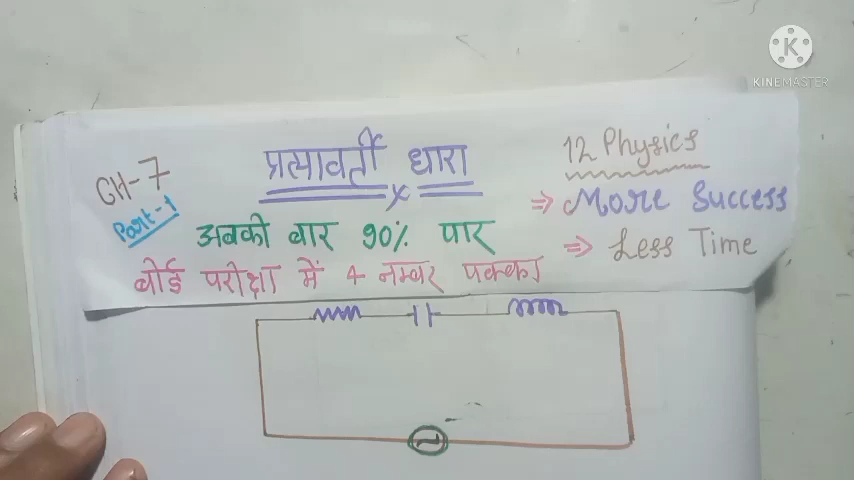 K
KINEMASTER
CH-7
Part-1
प्रत्यावर्ती धारा
12 Physics
अबकी बार 90% पार
⇒ More Success
बोर्ड परीक्षा में 4 नम्बर पक्का
⇒ Less Time